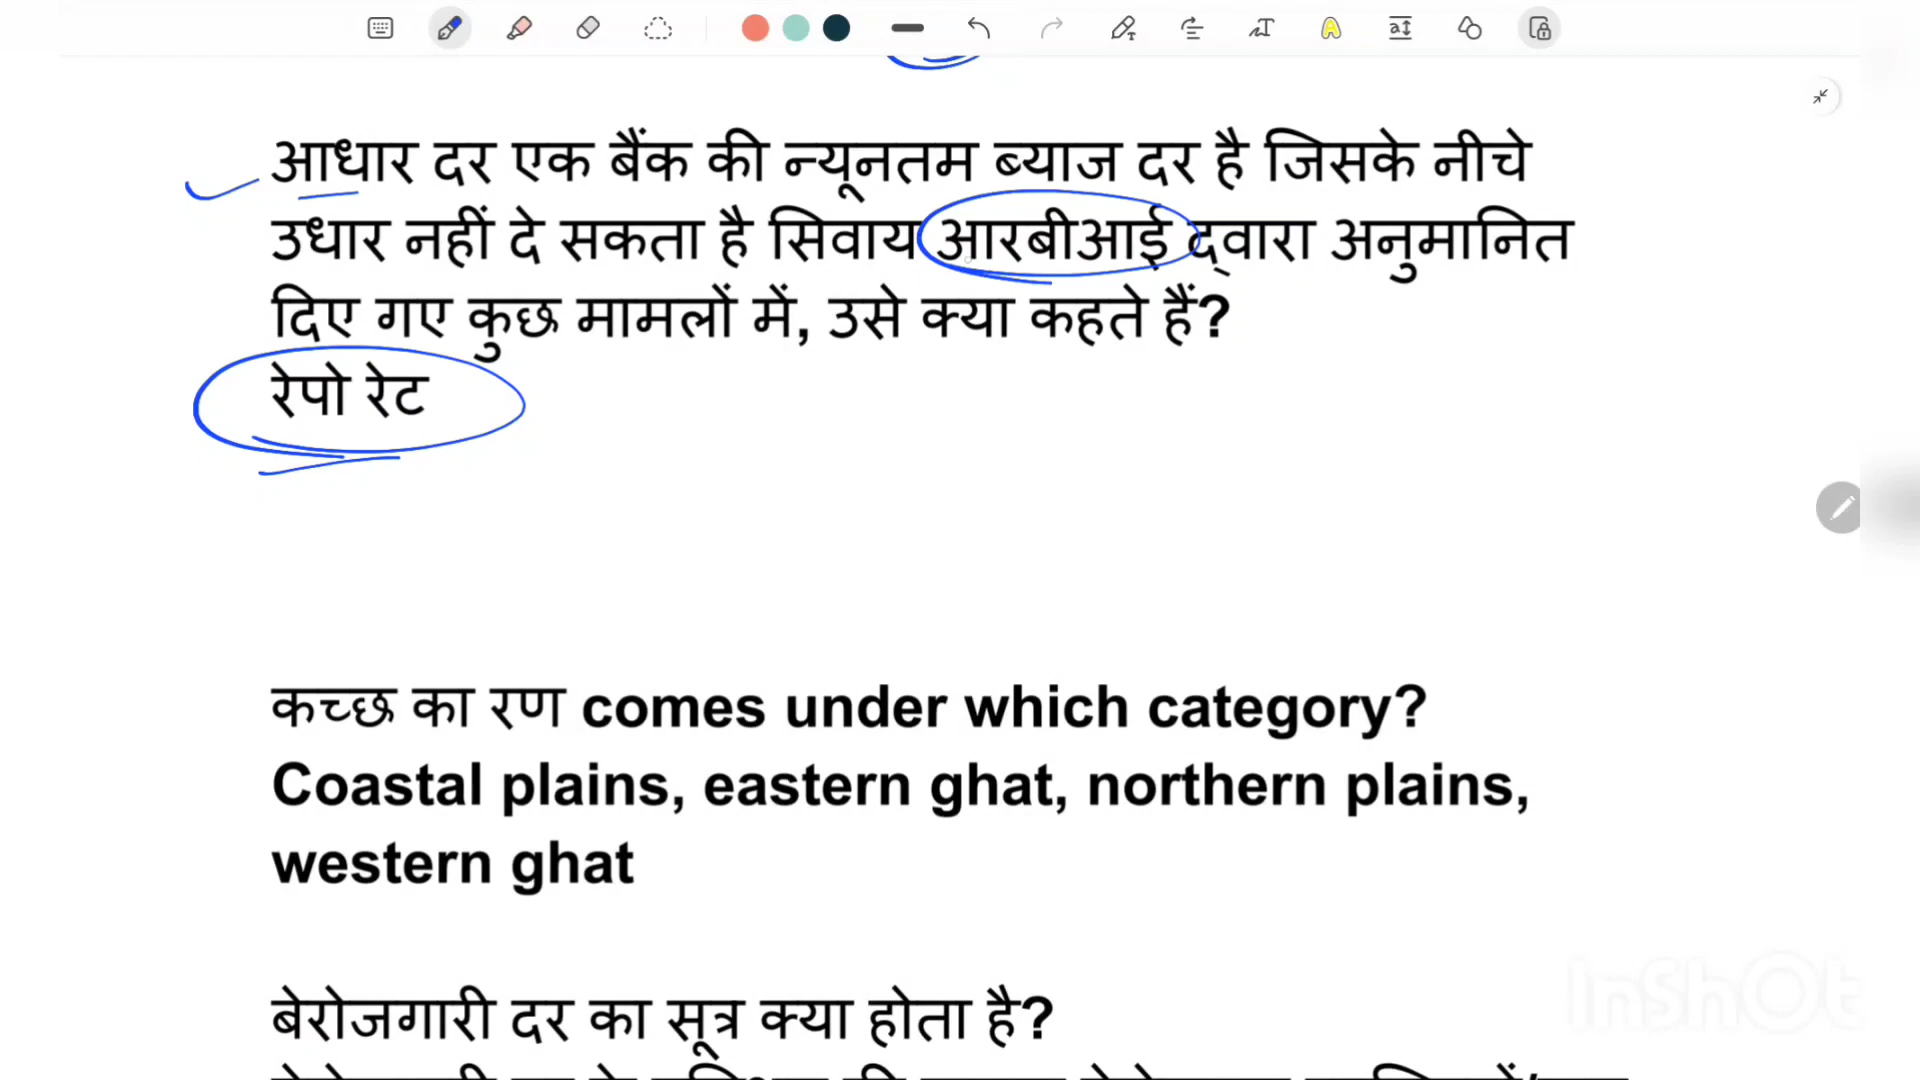 आधार दर एक बैंक की न्यूनतम ब्याज दर है जिसके नीचे
उधार नहीं दे सकता है सिवाय आरबीआई द्वारा अनुमानित
दिए गए कुछ मामलों में, उसे क्या कहते हैं?
रेपो रेट
कच्छ का रण comes under which category?
Coastal plains, eastern ghat, northern plains,
western ghat
InShOt
बेरोजगारी दर का सूत्र क्या होता है?